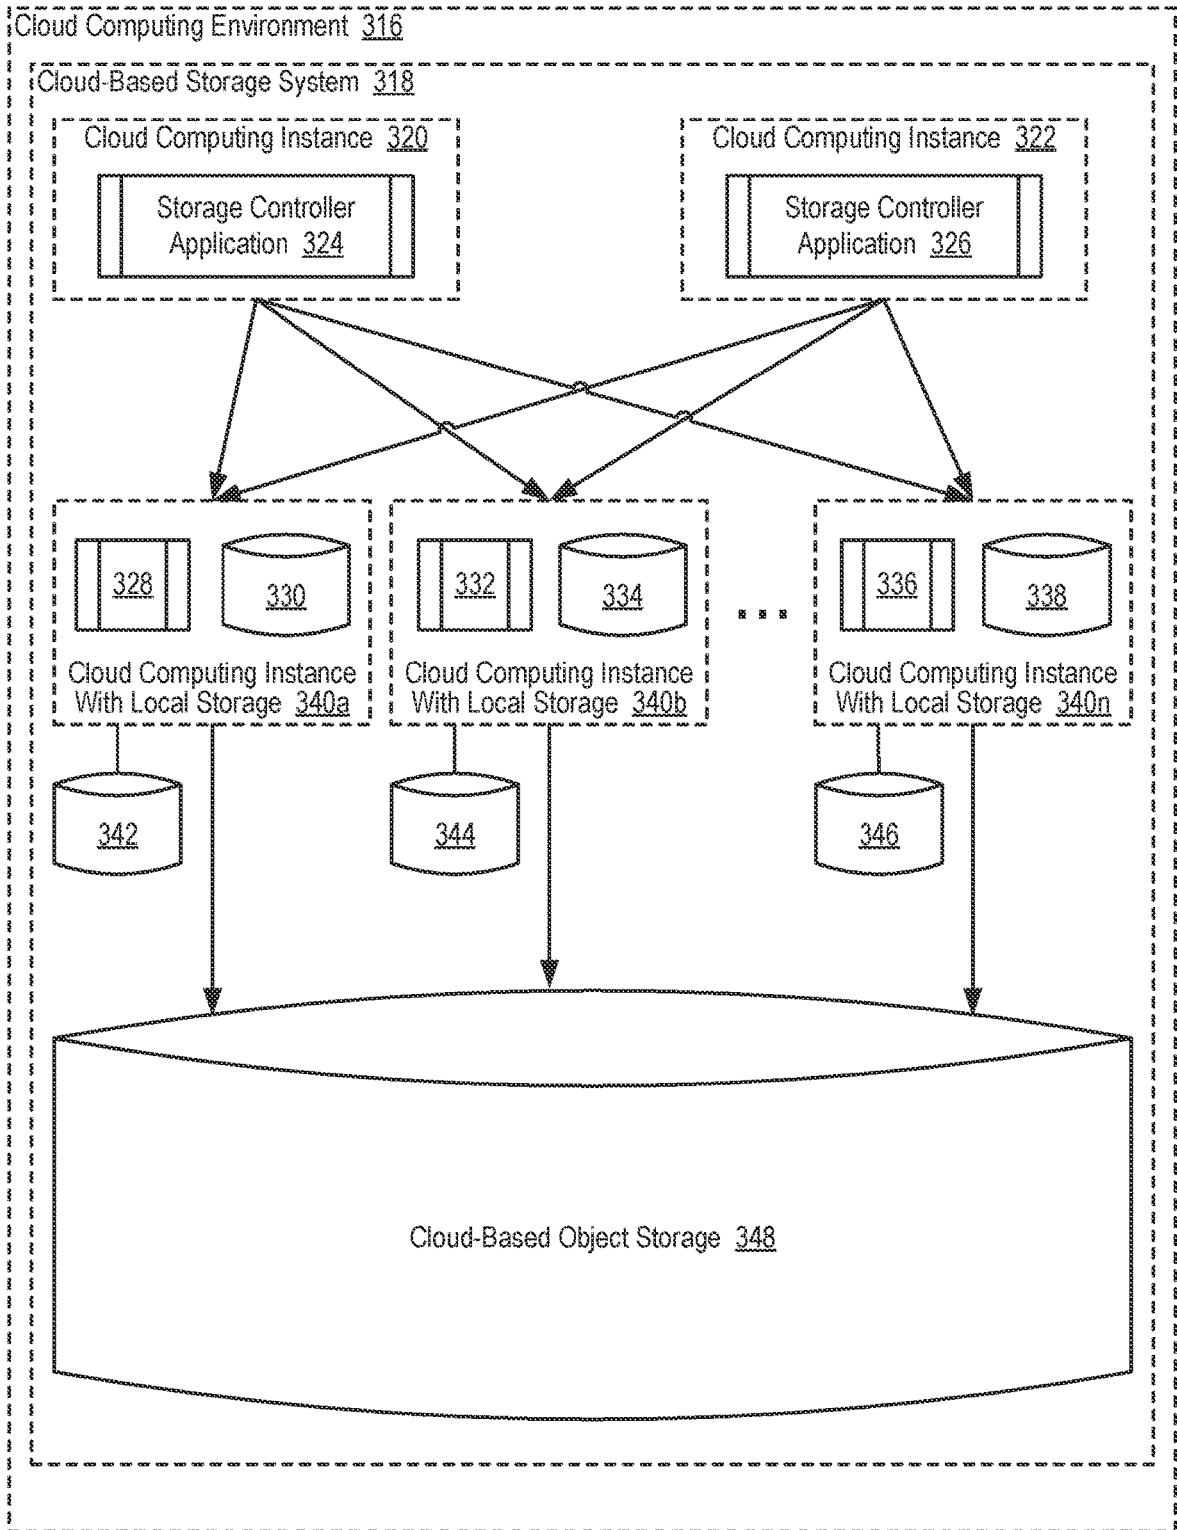 Cloud Computing Environment 316
Cloud-Based Storage System 318
Cloud Computing Instance 320
Storage Controller
Application 324
Cloud Computing Instance 322
Storage Controller
Application 326
328
330
Cloud Computing Instance
With Local Storage 340a
332
334
Cloud Computing Instance
With Local Storage 340b
...
336
338
Cloud Computing Instance
With Local Storage 340n
342
344
346
Cloud-Based Object Storage 348